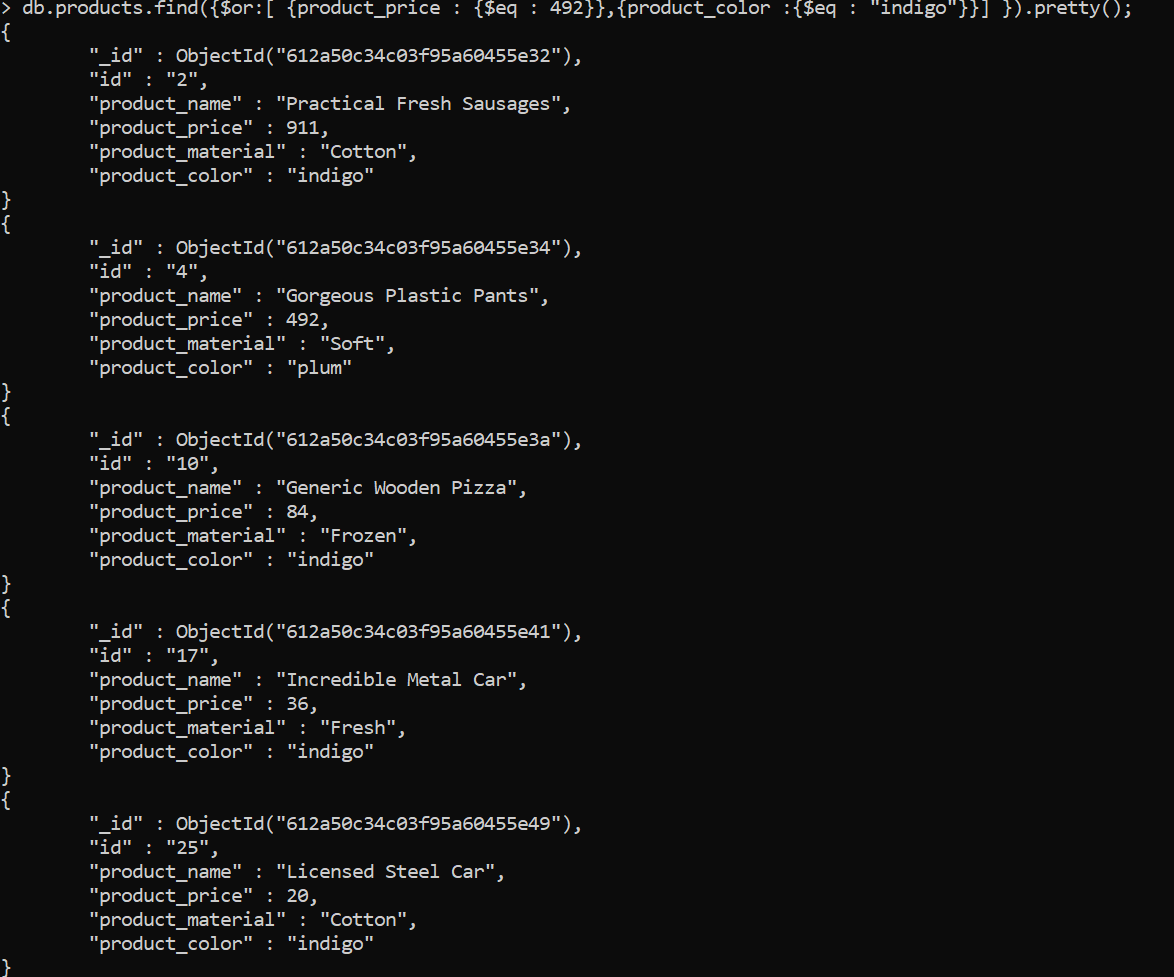 > db.products.find({$or:[ {product_price : {$eq : 492}},{product_color :{$eq : "indigo"}}] }).pretty();
{
        "_id" : ObjectId("612a50c34c03f95a60455e32"),
        "id" : "2",
        "product_name" : "Practical Fresh Sausages",
        "product_price" : 911,
        "product_material" : "Cotton",
        "product_color" : "indigo"
}
{
        "_id" : ObjectId("612a50c34c03f95a60455e34"),
        "id" : "4",
        "product_name" : "Gorgeous Plastic Pants",
        "product_price" : 492,
        "product_material" : "Soft",
        "product_color" : "plum"
}
{
        "_id" : ObjectId("612a50c34c03f95a60455e3a"),
        "id" : "10",
        "product_name" : "Generic Wooden Pizza",
        "product_price" : 84,
        "product_material" : "Frozen",
        "product_color" : "indigo"
}
{
        "_id" : ObjectId("612a50c34c03f95a60455e41"),
        "id" : "17",
        "product_name" : "Incredible Metal Car",
        "product_price" : 36,
        "product_material" : "Fresh",
        "product_color" : "indigo"
}
{
        "_id" : ObjectId("612a50c34c03f95a60455e49"),
        "id" : "25",
        "product_name" : "Licensed Steel Car",
        "product_price" : 20,
        "product_material" : "Cotton",
        "product_color" : "indigo"
}